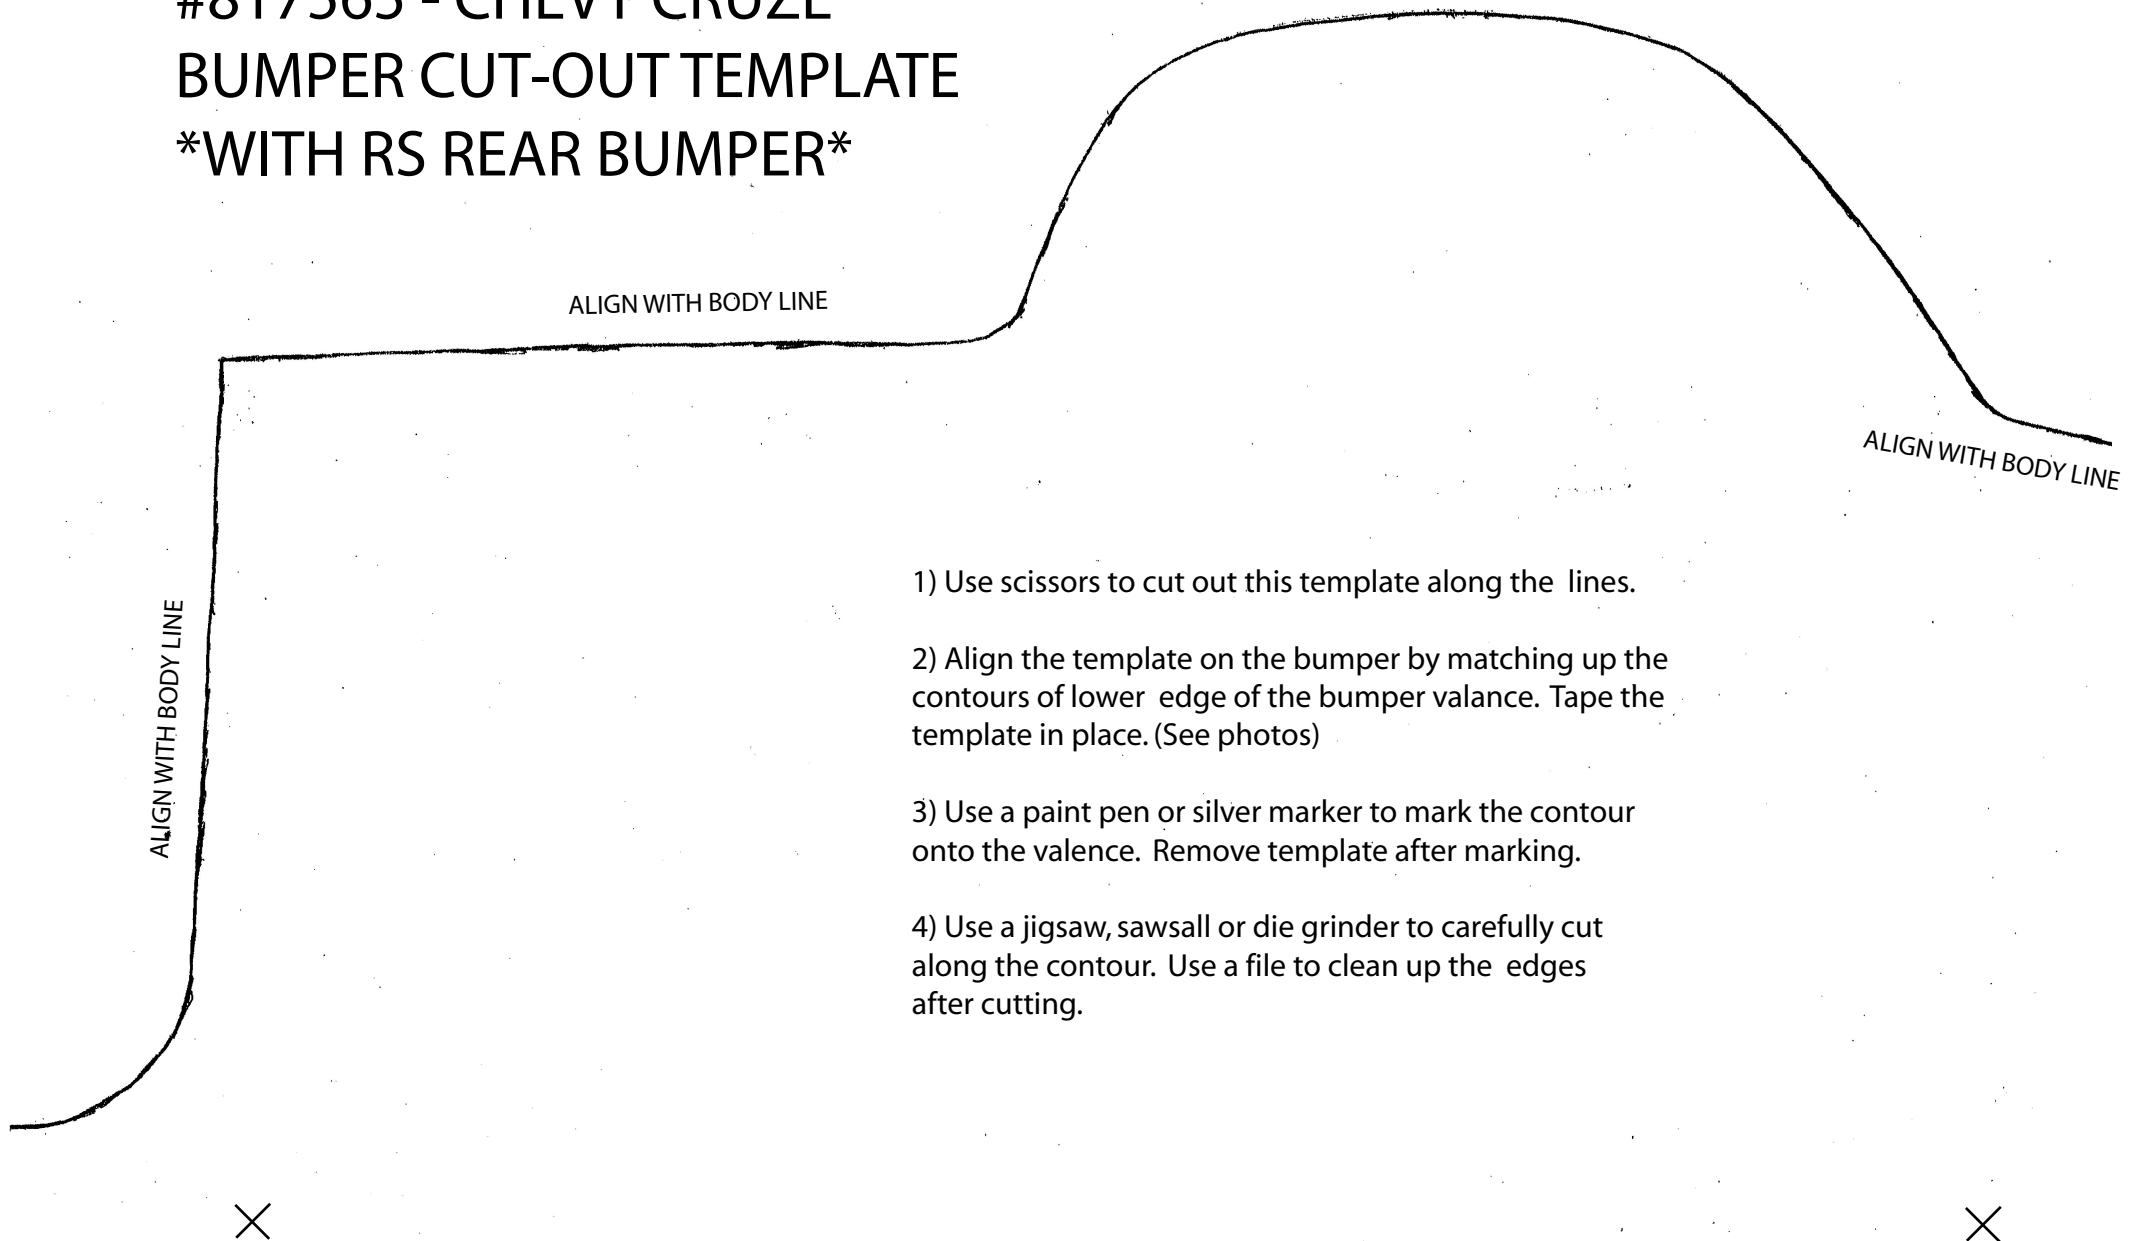 #817565 - CHEVY CRUZE
BUMPER CUT-OUT TEMPLATE
*WITH RS REAR BUMPER*
ALIGN WITH BODY LINE
ALIGN WITH BODY LINE
ALIGN WITH BODY LINE
1) Use scissors to cut out this template along the lines.
2) Align the template on the bumper by matching up the
contours of lower edge of the bumper valance. Tape the
template in place. (See photos)
3) Use a paint pen or silver marker to mark the contour
onto the valence. Remove template after marking.
4) Use a jigsaw, sawsall or die grinder to carefully cut
along the contour. Use a file to clean up the edges
after cutting.